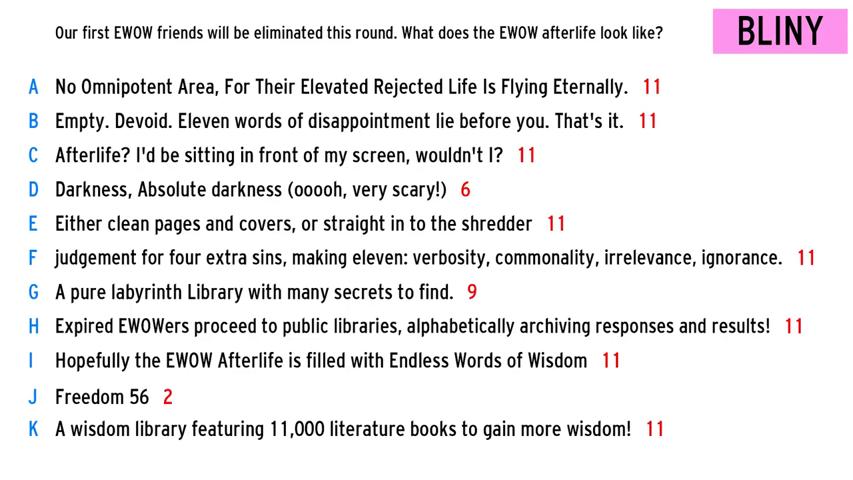 Our first EWOW friends will be eliminated this round. What does the EWOW afterlife look like?
BLINY
A No Omnipotent Area, For Their Elevated Rejected Life Is Flying Eternally. 11
B Empty. Devoid. Eleven words of disappointment lie before you. That's it. 11
C Afterlife? I'd be sitting in front of my screen, wouldn't I? 11
D Darkness, Absolute darkness (ooooh, very scary!) 6
E Either clean pages and covers, or straight in to the shredder 11
F judgement for four extra sins, making eleven: verbosity, commonality, irrelevance, ignorance. 11
G A pure labyrinth Library with many secrets to find. 9
H Expired EWOWers proceed to public libraries, alphabetically archiving responses and results! 11
I Hopefully the EWOW Afterlife is filled with Endless Words of Wisdom 11
J Freedom 56 2
K A wisdom library featuring 11,000 literature books to gain more wisdom! 11